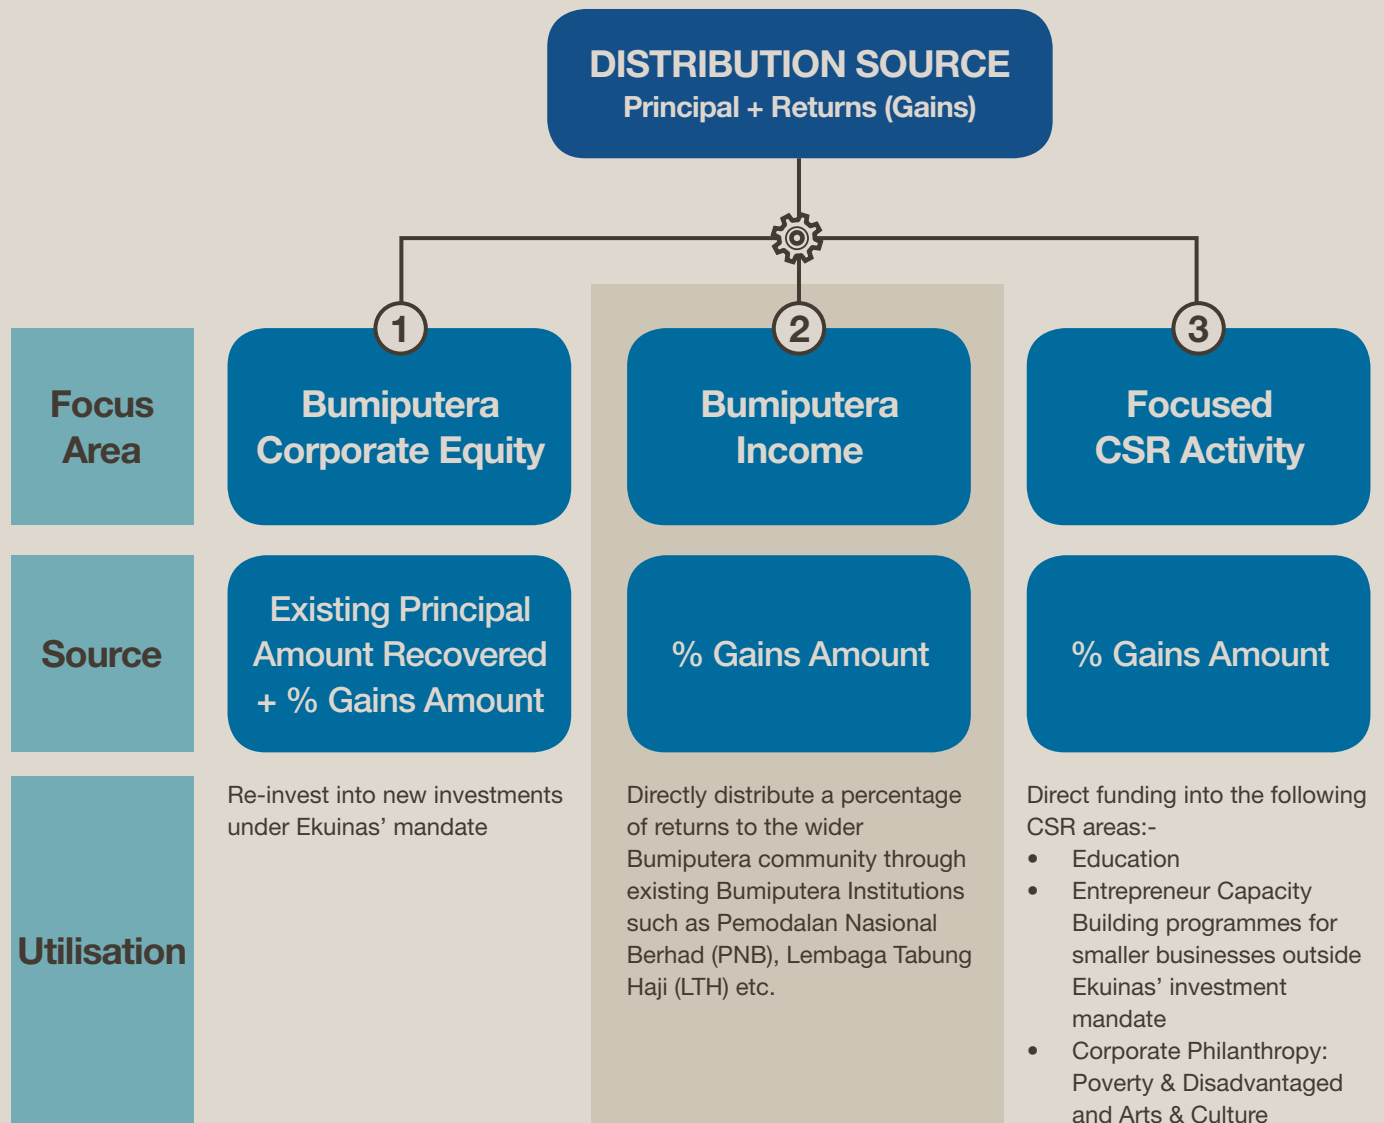 DISTRIBUTION SOURCE
Principal + Returns (Gains)
1
2
3
Focus
Area
Bumiputera
Corporate Equity
Bumiputera
Income
Focused
CSR Activity
Source
Existing Principal
Amount Recovered
+ % Gains Amount
% Gains Amount
% Gains Amount
Utilisation
Re-invest into new investments
under Ekuinas’ mandate
Directly distribute a percentage
of returns to the wider
Bumiputera community through
existing Bumiputera Institutions
such as Pemodalan Nasional
Berhad (PNB), Lembaga Tabung
Haji (LTH) etc.
Direct funding into the following
CSR areas:-
• Education
• Entrepreneur Capacity
Building programmes for
smaller businesses outside
Ekuinas’ investment
mandate
• Corporate Philanthropy:
Poverty & Disadvantaged
and Arts & Culture